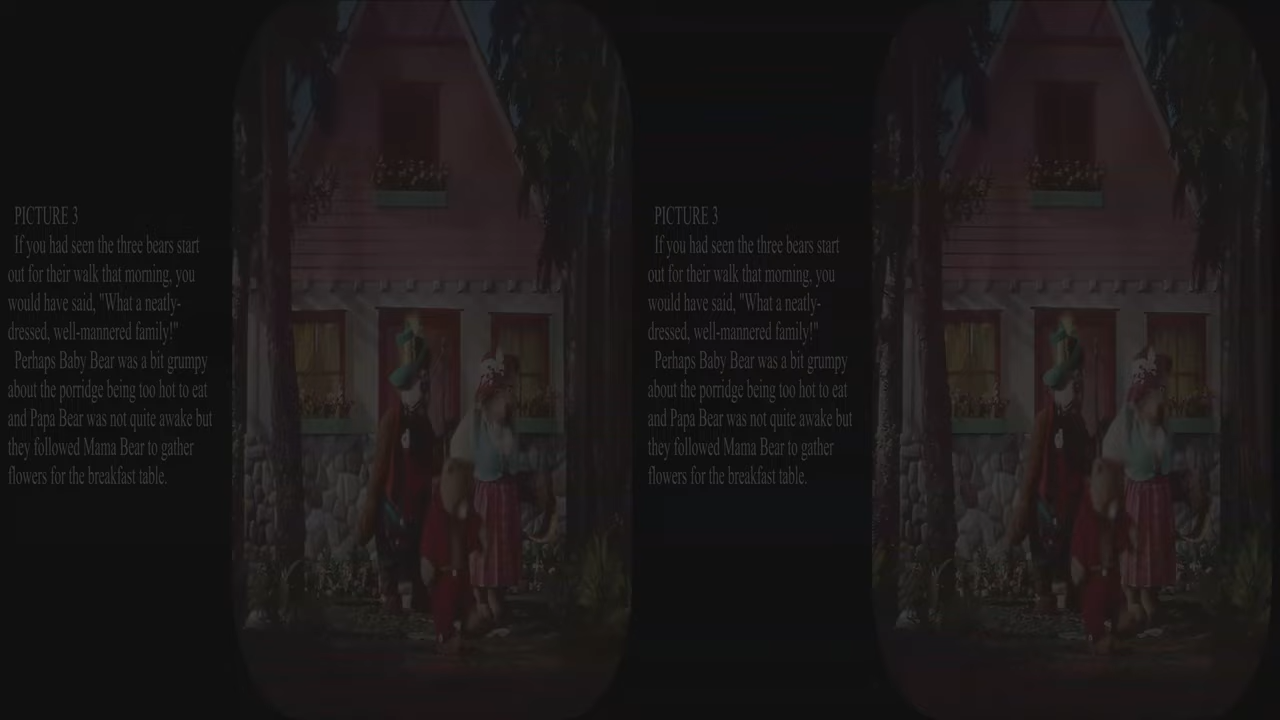 PICTURE 3
If you had seen the three bears start
out for their walk that morning, you
would have said, "What a neatly-
dressed, well-mannered family!"
Perhaps Baby Bear was a bit grumpy
about the porridge being too hot to eat
and Papa Bear was not quite awake but
they followed Mama Bear to gather
flowers for the breakfast table.
PICTURE 3
If you had seen the three bears start
out for their walk that morning, you
would have said, "What a neatly-
dressed, well-mannered family!"
Perhaps Baby Bear was a bit grumpy
about the porridge being too hot to eat
and Papa Bear was not quite awake but
they followed Mama Bear to gather
flowers for the breakfast table.